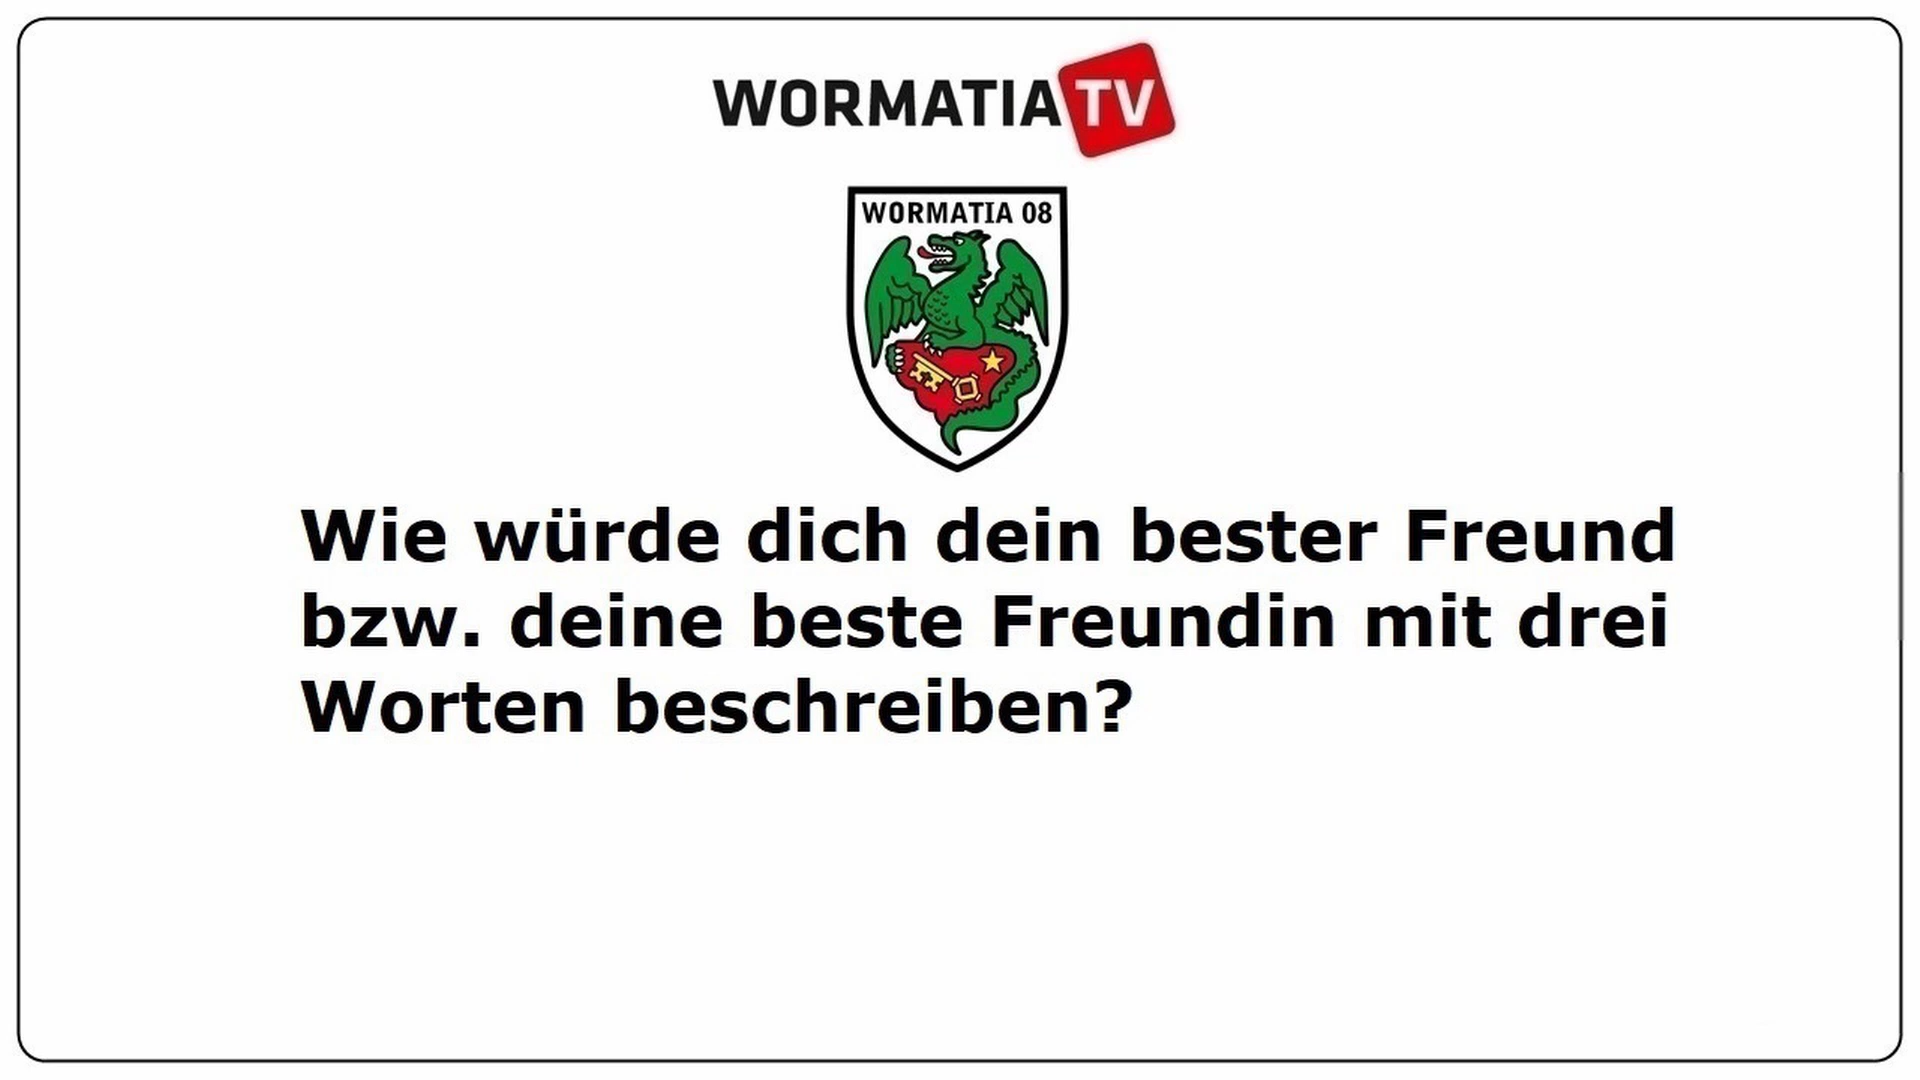 WORMATIA TV
WORMATIA 08
Wie würde dich dein bester Freund
bzw. deine beste Freundin mit drei
Worten beschreiben?